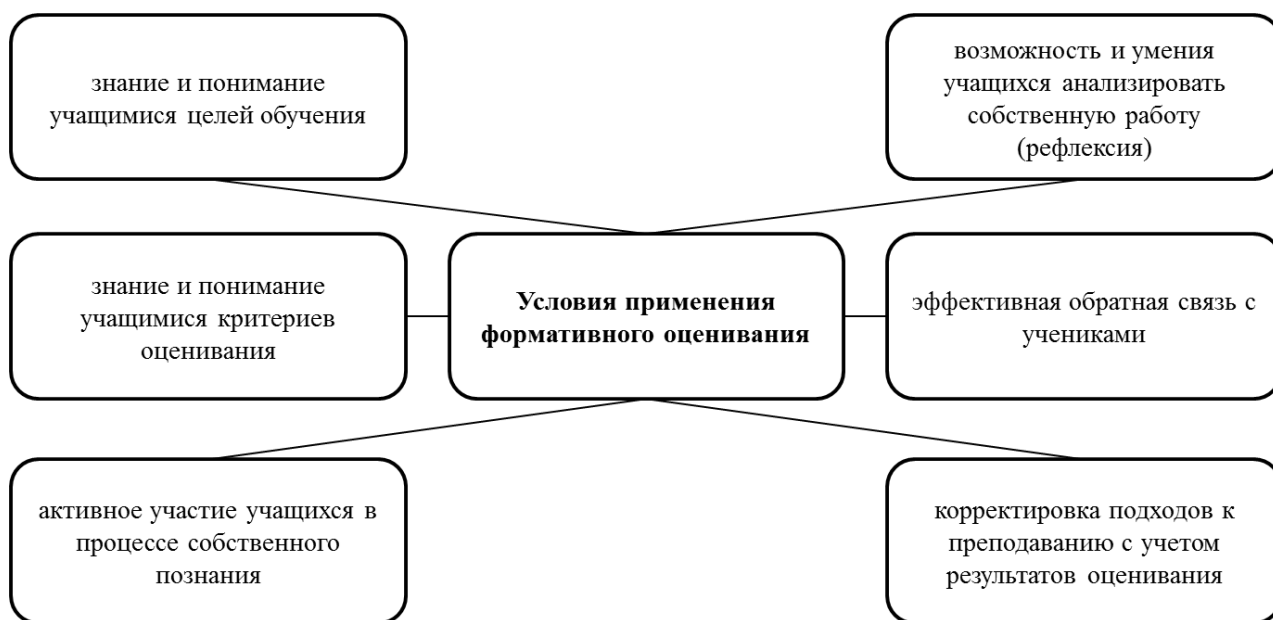 знание и понимание
учащимися целей обучения
возможность и умения
учащихся анализировать
собственную работу
(рефлексия)
знание и понимание
учащимися критериев
оценивания
Условия применения
формативного оценивания
эффективная обратная связь с
учениками
активное участие учащихся в
процессе собственного
познания
корректировка подходов к
преподаванию с учетом
результатов оценивания